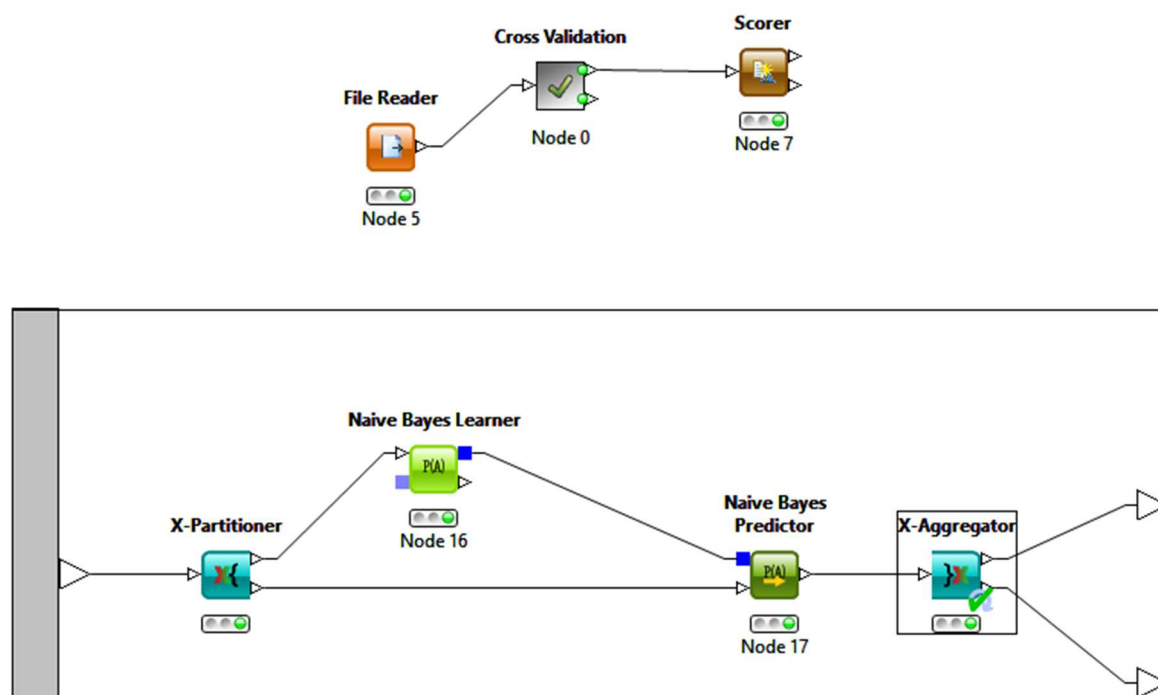 Scorer
Cross Validation
File Reader
Node 0
Node 7
Node 5
Naive Bayes Learner
P(A)
X-Partitioner
Node 16
Naive Bayes
Predictor
X-Aggregator
X{
P(A)
}X
Node 17